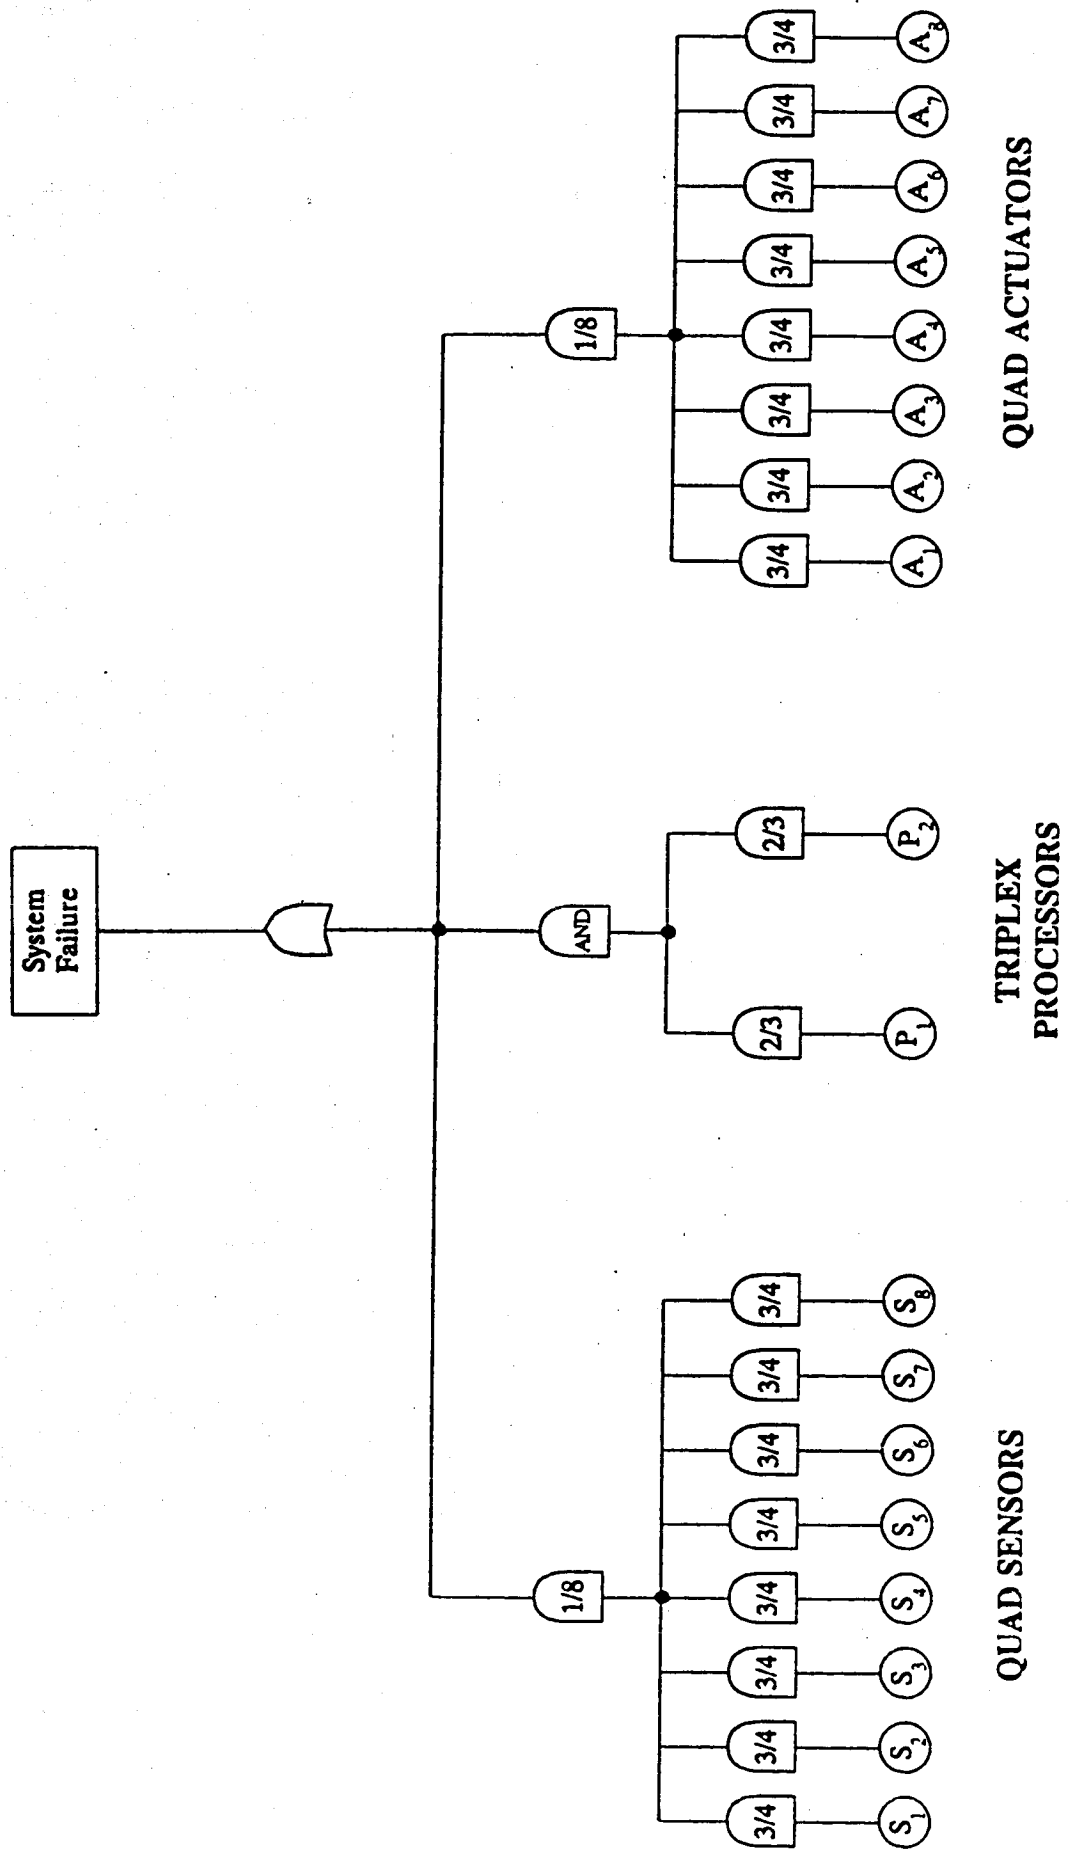 System
Failure
1/8
AND
1/8
3/4
3/4
3/4
3/4
3/4
3/4
3/4
3/4
2/3
2/3
3/4
3/4
3/4
3/4
3/4
3/4
3/4
3/4
S1
S2
S3
S4
S5
S6
S7
S8
P1
P2
A1
A2
A3
A4
A5
A6
A7
A8
QUAD SENSORS
TRIPLEX
PROCESSORS
QUAD ACTUATORS